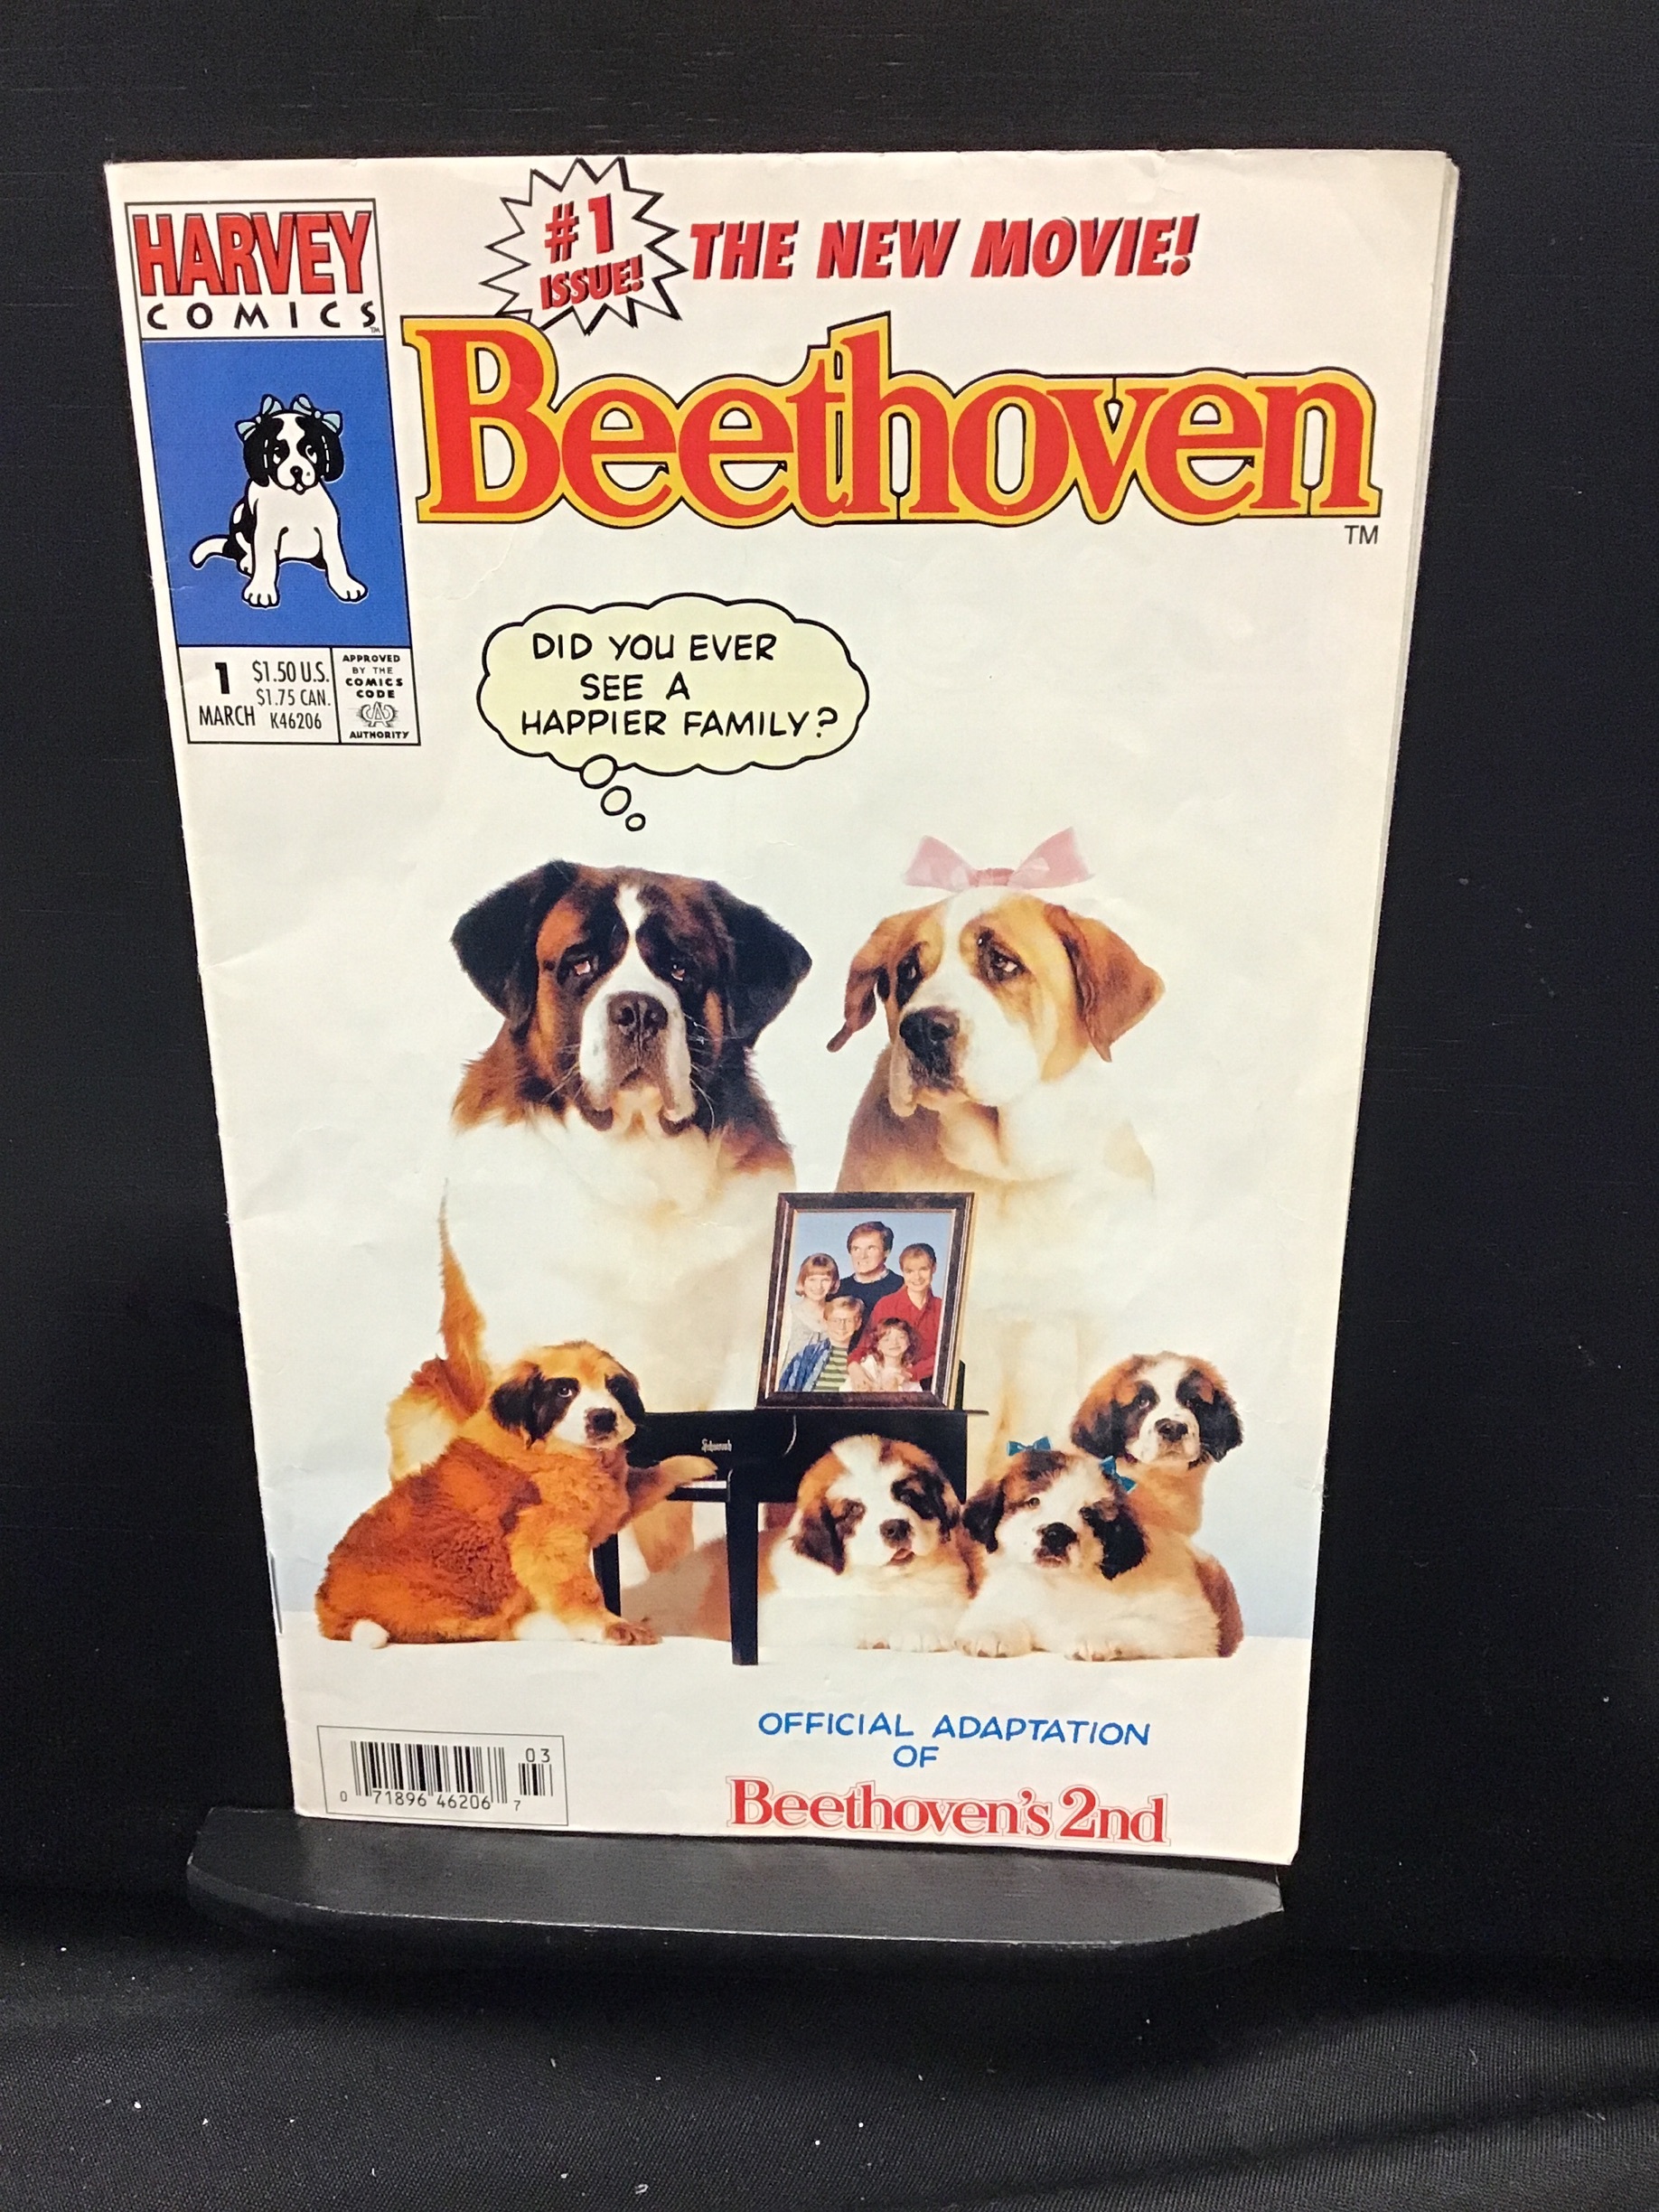 HARVEY
COMICS
TM
#1
ISSUE!
THE NEW MOVIE!
Beethoven
TM
1
MARCH
$1.50 U.S.
$1.75 CAN.
K46206
APPROVED
BY THE
COMICS
CODE
AUTHORITY
DID YOU EVER
SEE A
HAPPIER FAMILY?
OFFICIAL ADAPTATION
OF
Beethoven's 2nd
03
0 71896 46206 7